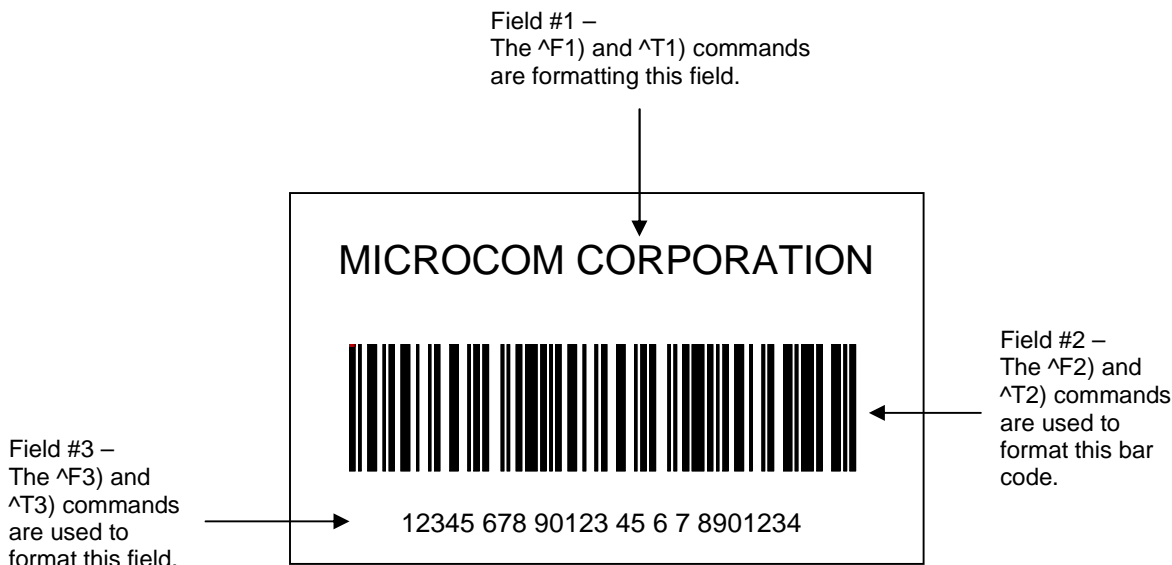 Field #1 –
The ^F1) and ^T1) commands
are formatting this field.
MICROCOM CORPORATION
Field #2 –
The ^F2) and
^T2) commands
are used to
format this bar
code.
Field #3 –
The ^F3) and
^T3) commands
are used to
format this field.
12345 678 90123 45 6 7 8901234